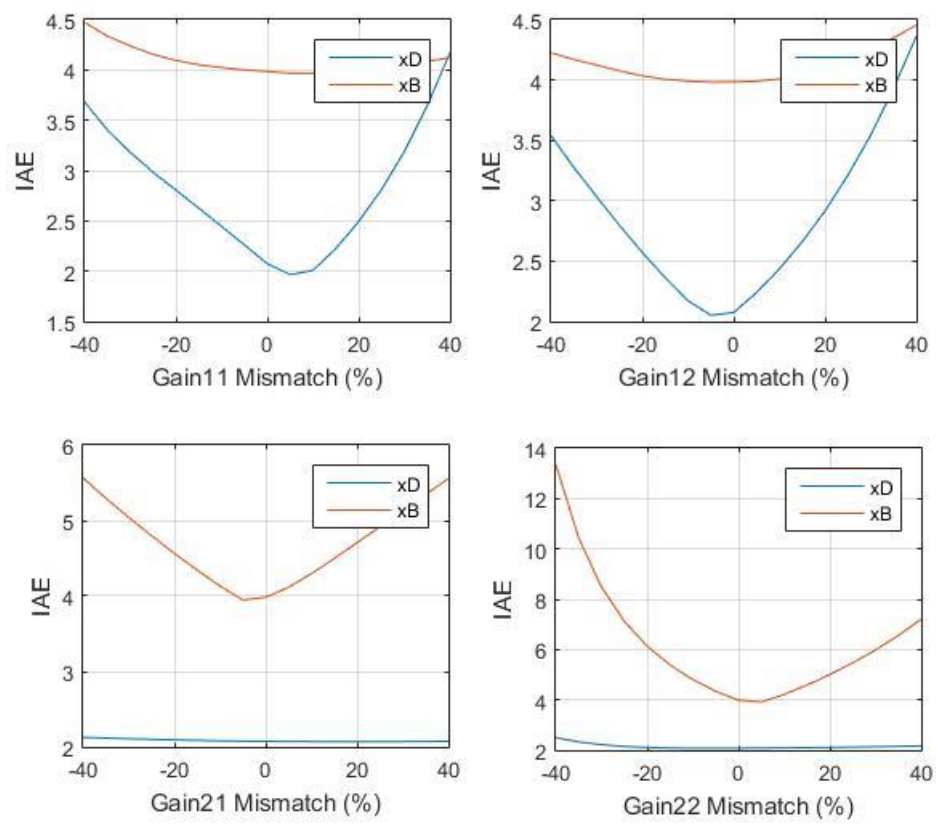 4.5
4
3.5
3
2.5
2
1.5
IAE
xD
xB
-40 -20 0 20 40
Gain11 Mismatch (%)
4.5
4
3.5
3
2.5
2
IAE
xD
xB
-40 -20 0 20 40
Gain12 Mismatch (%)
6
5
4
3
2
IAE
xD
xB
-40 -20 0 20 40
Gain21 Mismatch (%)
14
12
10
8
6
4
2
IAE
xD
xB
-40 -20 0 20 40
Gain22 Mismatch (%)